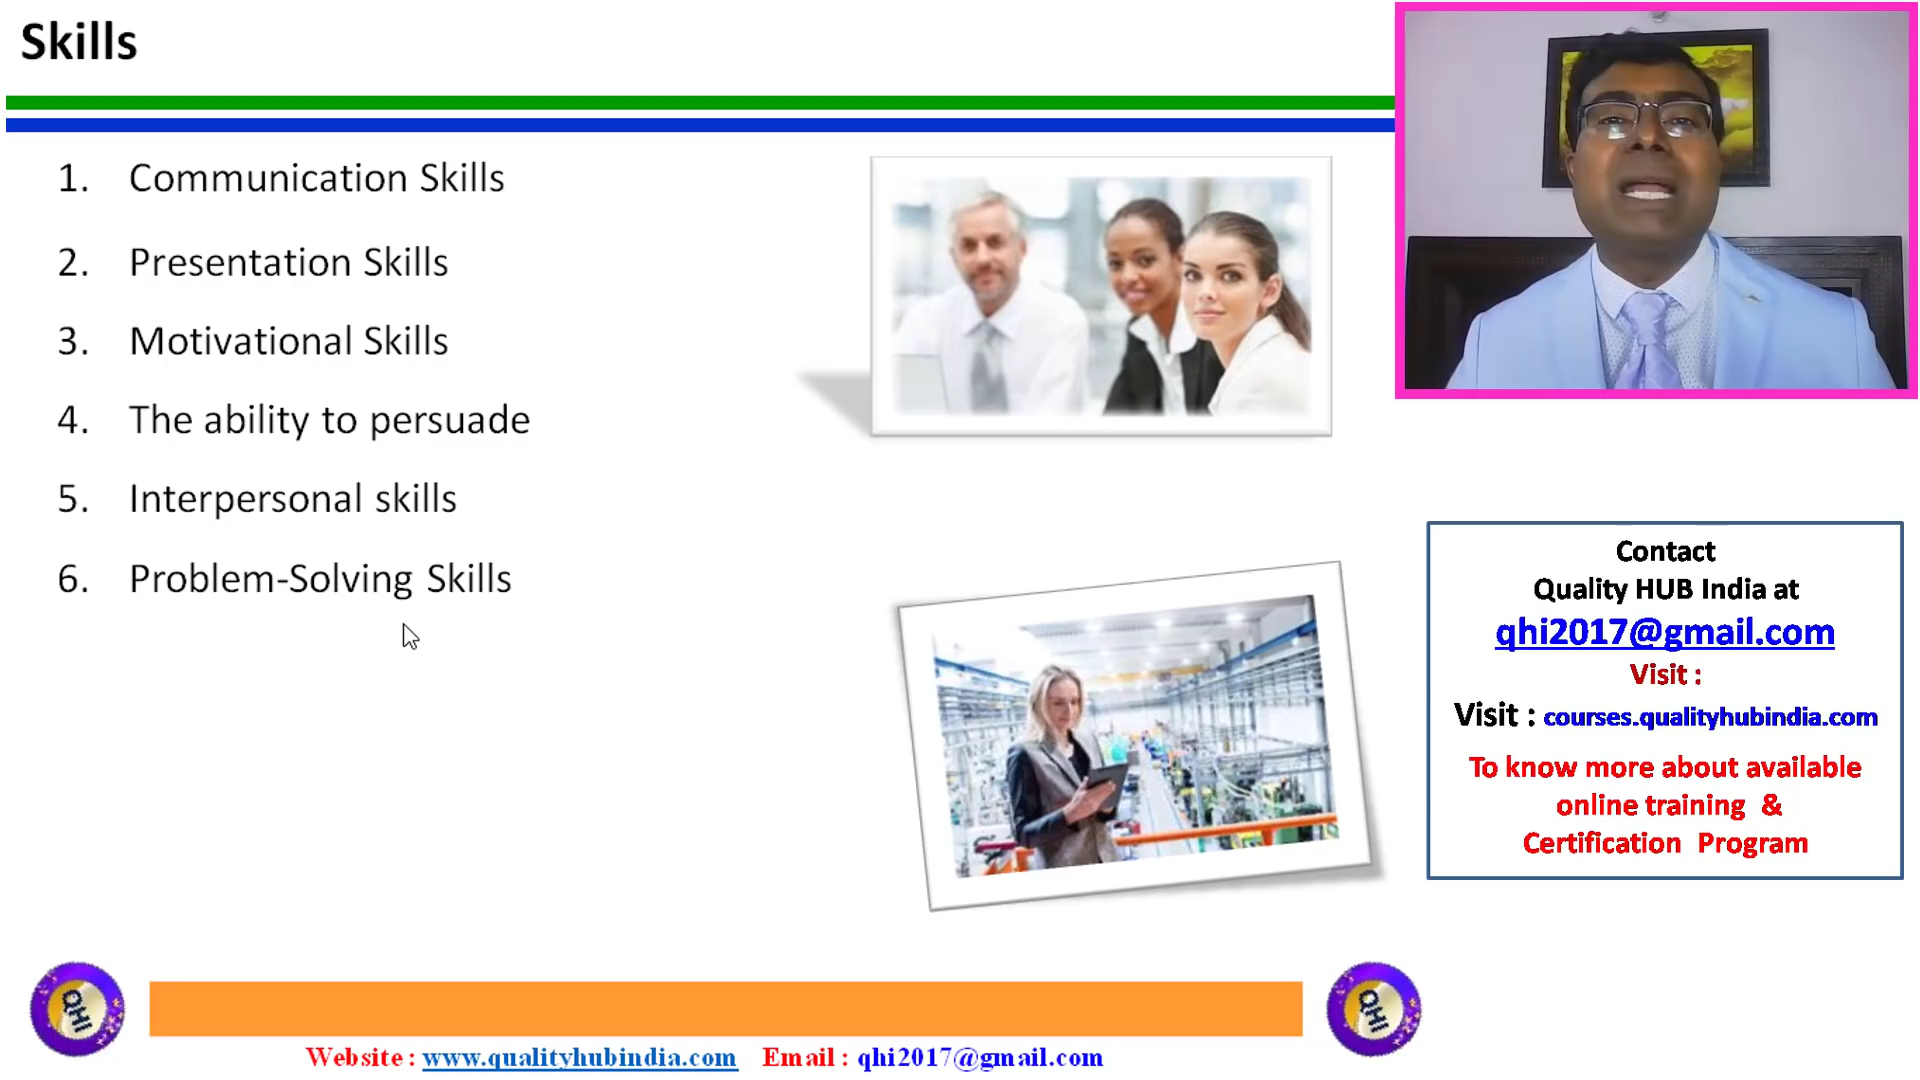 Skills
1. Communication Skills
2. Presentation Skills
3. Motivational Skills
4. The ability to persuade
5. Interpersonal skills
6. Problem-Solving Skills
Contact
Quality HUB India at
qhi2017@gmail.com
Visit :
Visit : courses.qualityhubindia.com
To know more about available
online training &
Certification Program
QHI
QHI
Website : www.qualityhubindia.com Email : qhi2017@gmail.com